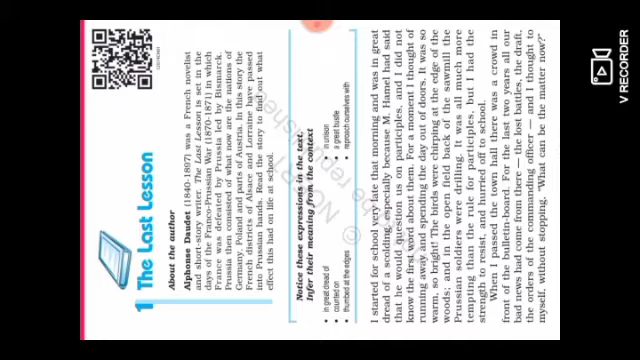 1 The Last Lesson
About the author
Alphonse Daudet (1840-1897) was a French novelist
and short-story writer. The Last Lesson is set in the
days of the Franco-Prussian War (1870-1871) in which
France was defeated by Prussia led by Bismarck.
Prussia then consisted of what now are the nations of
Germany, Poland and parts of Austria. In this story the
French districts of Alsace and Lorraine have passed
into Prussian hands. Read the story to find out what
effect this had on life at school.
Notice these expressions in the text.
Infer their meaning from the context
• in great dread of
• counted on
• thumbed at the edges
• in unison
• a great bustle
• reproach ourselves with
I started for school very late that morning and was in great
dread of a scolding, especially because M. Hamel had said
that he would question us on participles, and I did not
know the first word about them. For a moment I thought of
running away and spending the day out of doors. It was so
warm, so bright! The birds were chirping at the edge of the
woods; and in the open field back of the sawmill the
Prussian soldiers were drilling. It was all much more
tempting than the rule for participles, but I had the
strength to resist, and hurried off to school.
When I passed the town hall there was a crowd in
front of the bulletin-board. For the last two years all our
bad news had come from there — the lost battles, the draft,
the orders of the commanding officer — and I thought to
myself, without stopping, “What can be the matter now?”
V RECORDER